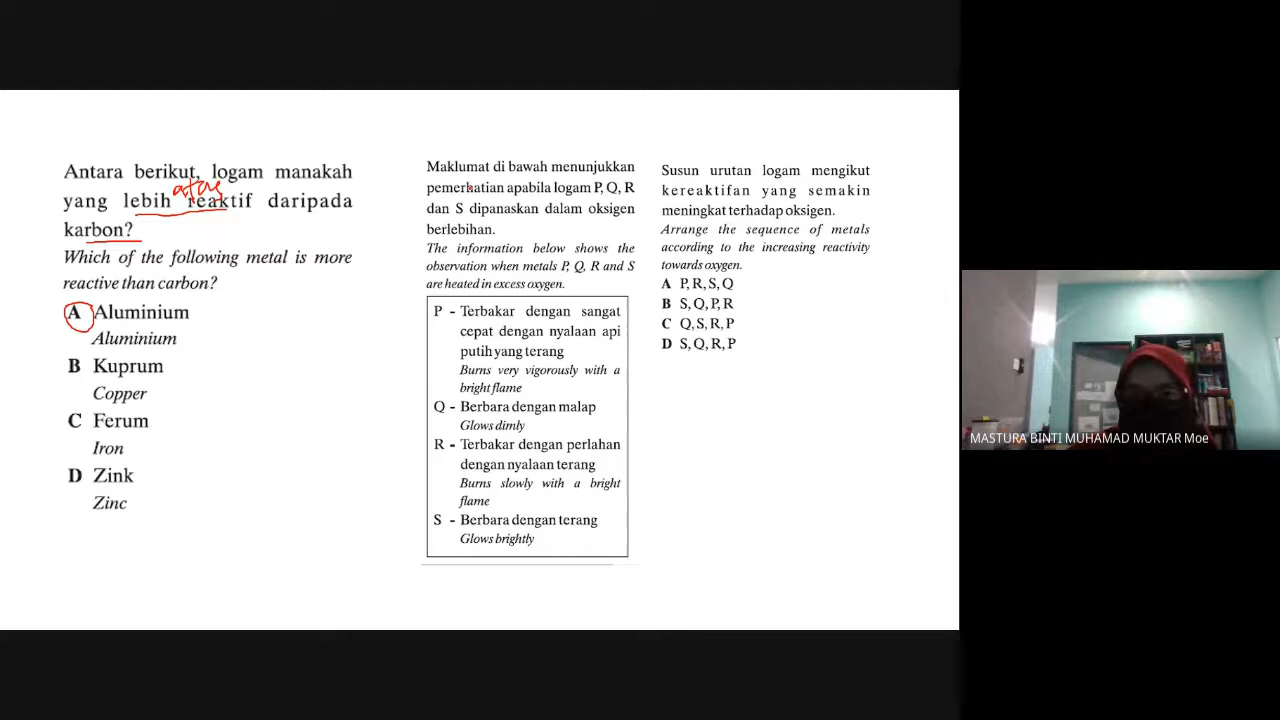 Antara berikut, logam manakah
atas
yang lebih reaktif daripada
karbon?
Which of the following metal is more
reactive than carbon?
A Aluminium
Aluminium
B Kuprum
Copper
C Ferum
Iron
D Zink
Zinc
Maklumat di bawah menunjukkan
pemerhatian apabila logam P, Q, R
dan S dipanaskan dalam oksigen
berlebihan.
The information below shows the
observation when metals P, Q, R and S
are heated in excess oxygen.
P - Terbakar dengan sangat
cepat dengan nyalaan api
putih yang terang
Burns very vigorously with a
bright flame
Q - Berbara dengan malap
Glows dimly
R - Terbakar dengan perlahan
dengan nyalaan terang
Burns slowly with a bright
flame
S - Berbara dengan terang
Glows brightly
Susun urutan logam mengikut
kereaktifan yang semakin
meningkat terhadap oksigen.
Arrange the sequence of metals
according to the increasing reactivity
towards oxygen.
A P, R, S, Q
B S, Q, P, R
C Q, S, R, P
D S, Q, R, P
MASTURA BINTI MUHAMAD MUKTAR Moe